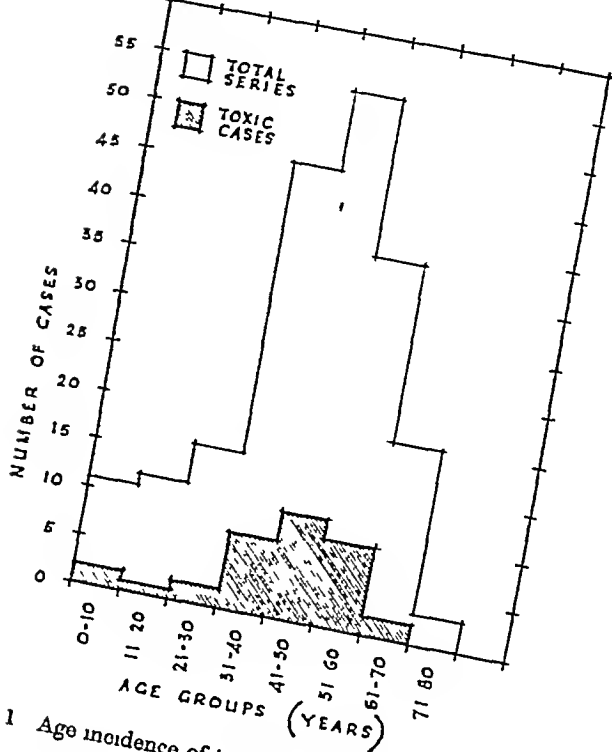 55
50
45
40
35
30
25
20
15
10
5
0
NUMBER OF CASES
TOTAL
SERIES
TOXIC
CASES
0-10
11 20
21-30
31-40
41-50
51 60
61-70
71 80
AGE GROUPS (YEARS)
1 Age incidence of